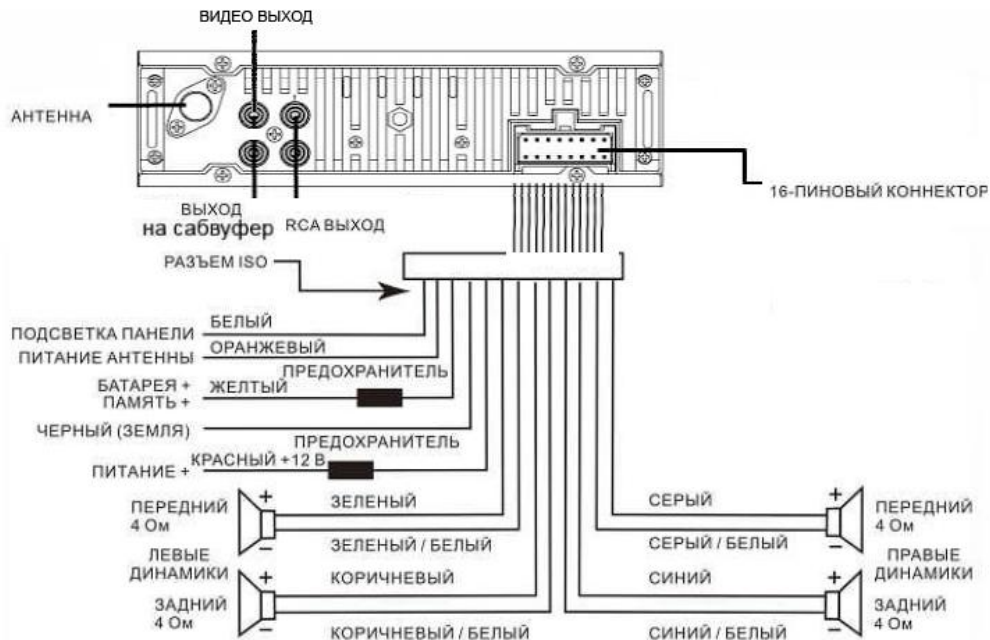 ВИДЕО ВЫХОД
АНТЕННА
16-ПИНОВЫЙ КОННЕКТОР
ВЫХОД
на сабвуфер
RCA ВЫХОД
РАЗЪЕМ ISO
ПОДСВЕТКА ПАНЕЛИ
БЕЛЫЙ
ПИТАНИЕ АНТЕННЫ
ОРАНЖЕВЫЙ
ПРЕДОХРАНИТЕЛЬ
БАТАРЕЯ +
ПАМЯТЬ +
ЖЕЛТЫЙ
ЧЕРНЫЙ (ЗЕМЛЯ)
ПРЕДОХРАНИТЕЛЬ
ПИТАНИЕ +
КРАСНЫЙ +12 В
ПЕРЕДНИЙ
4 Ом
+
−
ЗЕЛЕНЫЙ
ЗЕЛЕНЫЙ / БЕЛЫЙ
СЕРЫЙ
СЕРЫЙ / БЕЛЫЙ
+
−
ПЕРЕДНИЙ
4 Ом
ЛЕВЫЕ
ДИНАМИКИ
ПРАВЫЕ
ДИНАМИКИ
ЗАДНИЙ
4 Ом
+
−
КОРИЧНЕВЫЙ
КОРИЧНЕВЫЙ / БЕЛЫЙ
СИНИЙ
СИНИЙ / БЕЛЫЙ
+
−
ЗАДНИЙ
4 Ом